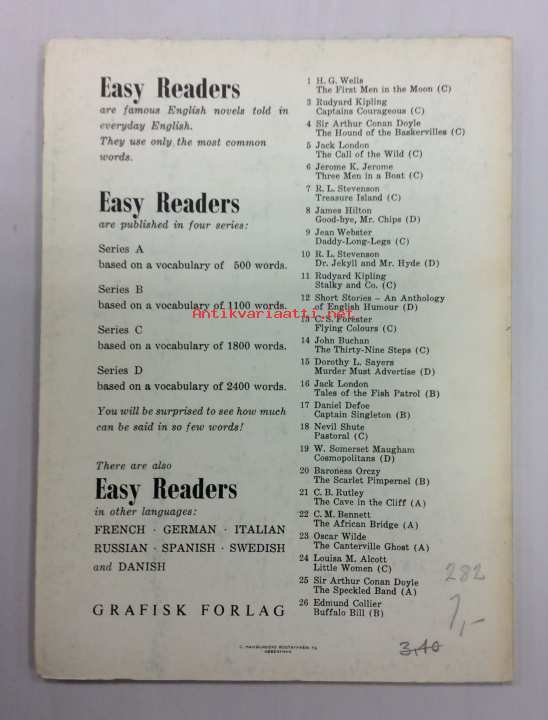 Easy Readers
are famous English novels told in
everyday English.
They use only the most common
words.
Easy Readers
are published in four series:
Series A
based on a vocabulary of 500 words.
Series B
based on a vocabulary of 1100 words.
Series C
based on a vocabulary of 1800 words.
Series D
based on a vocabulary of 2400 words.
You will be surprised to see how much
can be said in so few words!
There are also
Easy Readers
in other languages:
FRENCH · GERMAN · ITALIAN
RUSSIAN · SPANISH · SWEDISH
and DANISH
GRAFISK FORLAG
1 H. G. Wells
The First Men in the Moon (C)
3 Rudyard Kipling
Captains Courageous (C)
4 Sir Arthur Conan Doyle
The Hound of the Baskervilles (C)
5 Jack London
The Call of the Wild (C)
6 Jerome K. Jerome
Three Men in a Boat (C)
7 R. L. Stevenson
Treasure Island (C)
8 James Hilton
Good-bye, Mr. Chips (D)
9 Jean Webster
Daddy-Long-Legs (C)
10 R. L. Stevenson
Dr. Jekyll and Mr. Hyde (D)
11 Rudyard Kipling
Stalky and Co. (C)
12 Short Stories – An Anthology
of English Humour (D)
13 C. S. Forester
Flying Colours (C)
14 John Buchan
The Thirty-Nine Steps (C)
15 Dorothy L. Sayers
Murder Must Advertise (D)
16 Jack London
Tales of the Fish Patrol (B)
17 Daniel Defoe
Captain Singleton (B)
18 Nevil Shute
Pastoral (C)
19 W. Somerset Maugham
Cosmopolitans (D)
20 Baroness Orczy
The Scarlet Pimpernel (B)
21 C. B. Rutley
The Cave in the Cliff (A)
22 C. M. Bennett
The African Bridge (A)
23 Oscar Wilde
The Canterville Ghost (A)
24 Louisa M. Alcott
Little Women (C)
25 Sir Arthur Conan Doyle
The Speckled Band (A)
26 Edmund Collier
Buffalo Bill (B)
Antikvariaatti.net
282
7,-
3,40